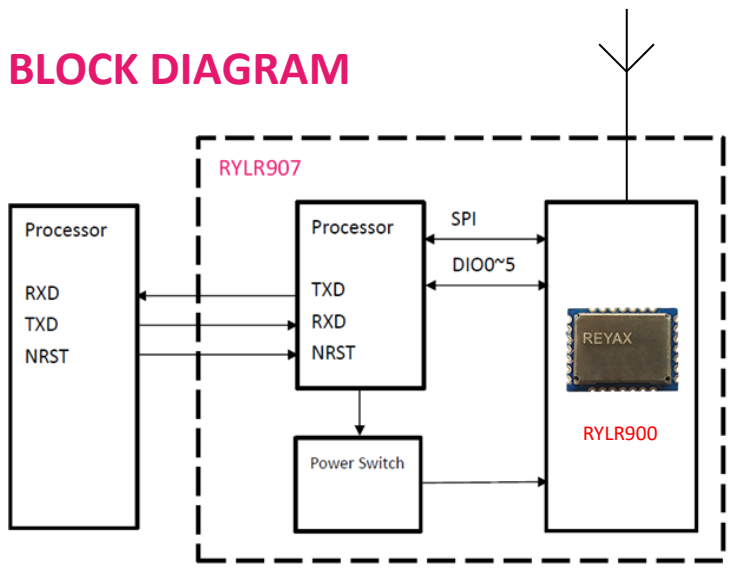 BLOCK DIAGRAM
RYLR907
Processor
RXD
TXD
NRST
Processor
TXD
RXD
NRST
SPI
DIO0~5
Power Switch
REYAX
RYLR900